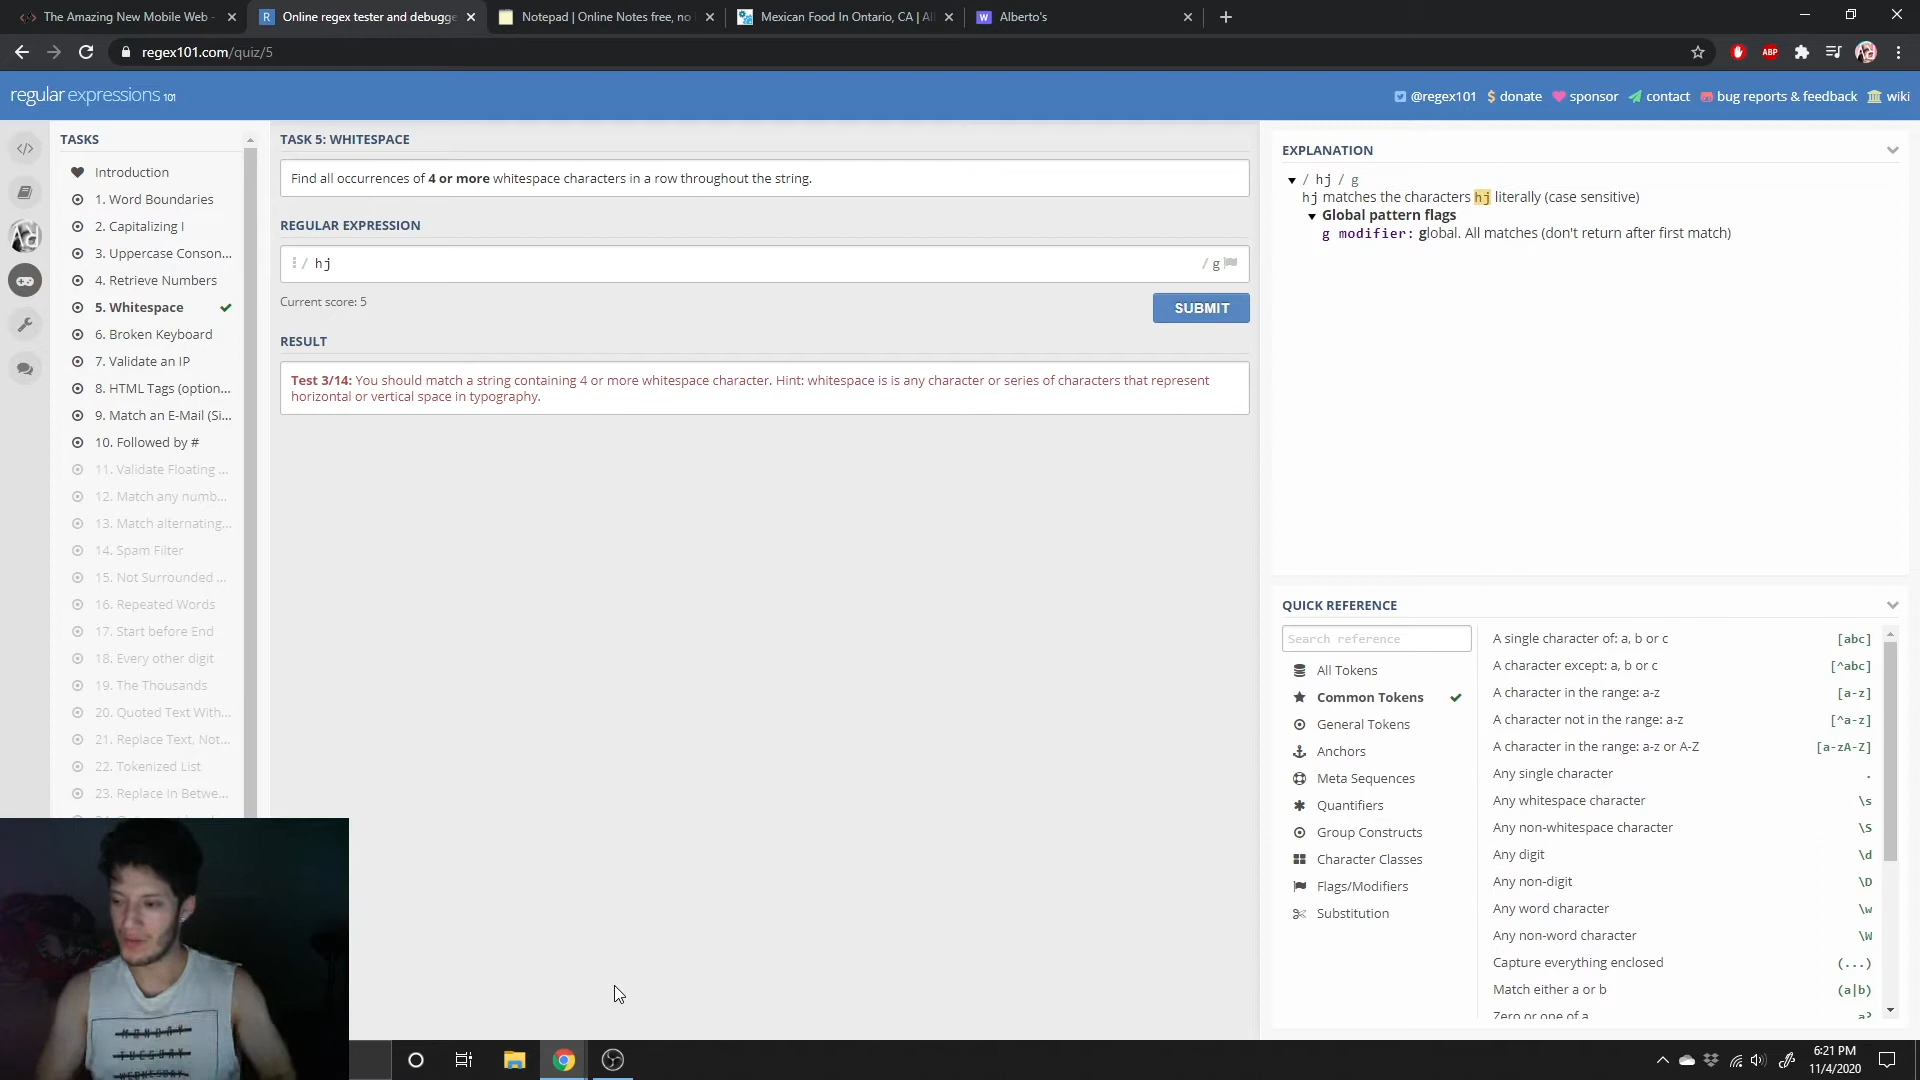 The Amazing New Mobile Web -
Online regex tester and debugge
Notepad | Online Notes free, no
Mexican Food In Ontario, CA | Al
Alberto's
regex101.com/quiz/5
ABP
regular expressions 101
@regex101
donate
sponsor
contact
bug reports & feedback
wiki
TASKS
Introduction
1. Word Boundaries
2. Capitalizing I
3. Uppercase Conson...
4. Retrieve Numbers
5. Whitespace
6. Broken Keyboard
7. Validate an IP
8. HTML Tags (option...
9. Match an E-Mail (Si...
10. Followed by #
11. Validate Floating ...
12. Match any numb...
13. Match alternating...
14. Spam Filter
15. Not Surrounded ...
16. Repeated Words
17. Start before End
18. Every other digit
19. The Thousands
20. Quoted Text With...
21. Replace Text, Not...
22. Tokenized List
23. Replace in Betwe...
TASK 5: WHITESPACE
Find all occurrences of 4 or more whitespace characters in a row throughout the string.
REGULAR EXPRESSION
/ hj / g
Current score: 5
SUBMIT
RESULT
Test 3/14: You should match a string containing 4 or more whitespace character. Hint: whitespace is is any character or series of characters that represent
horizontal or vertical space in typography.
EXPLANATION
/ hj / g
hj matches the characters hj literally (case sensitive)
Global pattern flags
g modifier: global. All matches (don't return after first match)
QUICK REFERENCE
Search reference
All Tokens
Common Tokens
General Tokens
Anchors
Meta Sequences
Quantifiers
Group Constructs
Character Classes
Flags/Modifiers
Substitution
A single character of: a, b or c [abc]
A character except: a, b or c [^abc]
A character in the range: a-z [a-z]
A character not in the range: a-z [^a-z]
A character in the range: a-z or A-Z [a-zA-Z]
Any single character .
Any whitespace character \s
Any non-whitespace character \S
Any digit \d
Any non-digit \D
Any word character \w
Any non-word character \W
Capture everything enclosed (...)
Match either a or b (a|b)
Zero or one of a a?
MONDAY
TUESDAY
WEDNESDAY
6:21 PM
11/4/2020